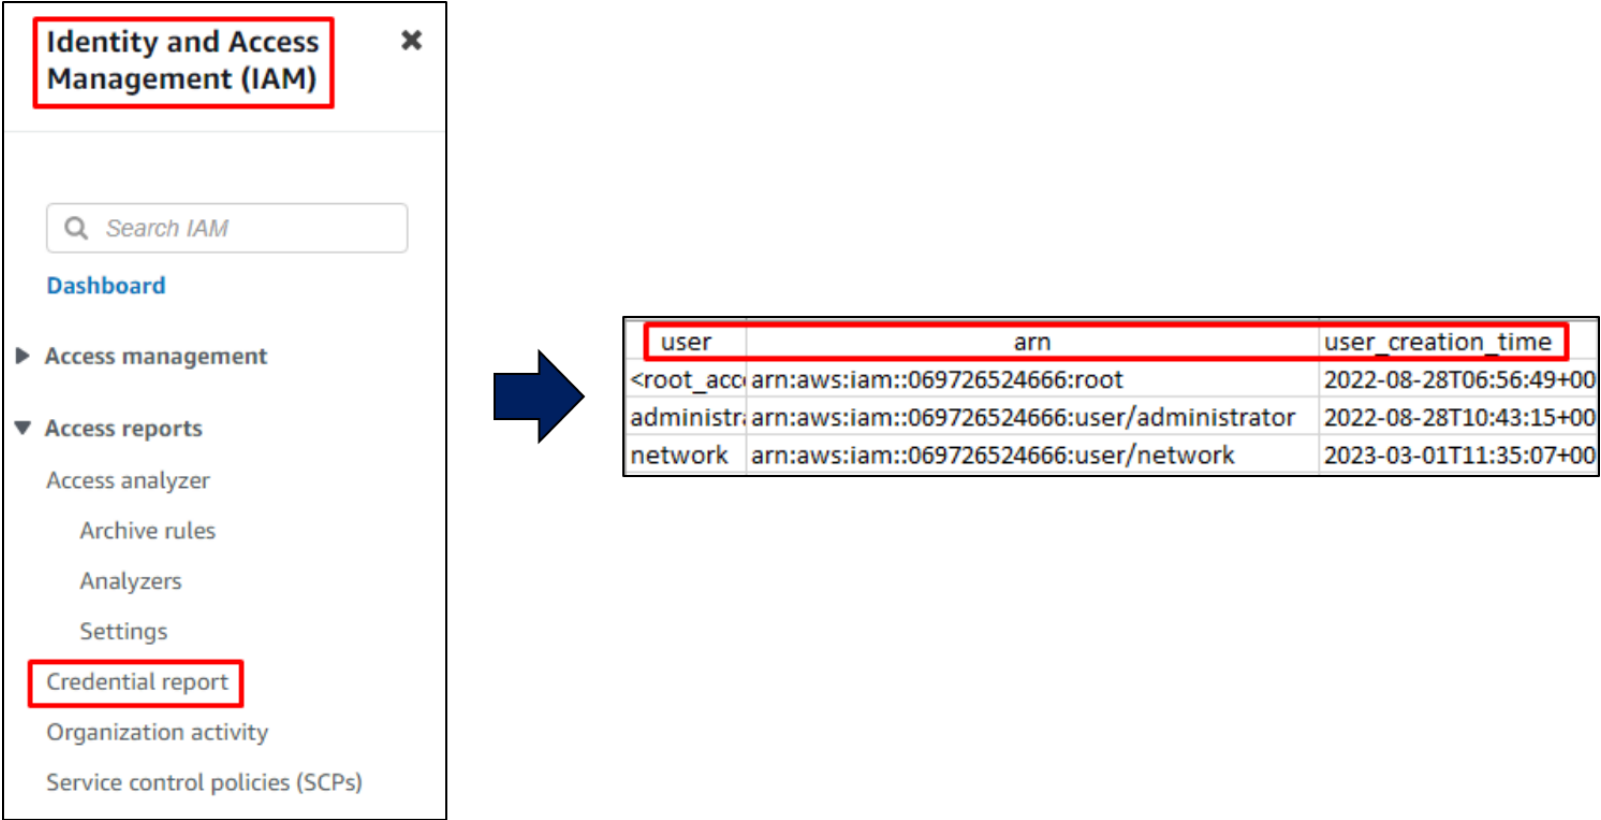 Identity and Access
Management (IAM)
Search IAM
Dashboard
Access management
Access reports
Access analyzer
Archive rules
Analyzers
Settings
Credential report
Organization activity
Service control policies (SCPs)
user arn user_creation_time
<root_acc arn:aws:iam::069726524666:root 2022-08-28T06:56:49+00
administra arn:aws:iam::069726524666:user/administrator 2022-08-28T10:43:15+00
network arn:aws:iam::069726524666:user/network 2023-03-01T11:35:07+00